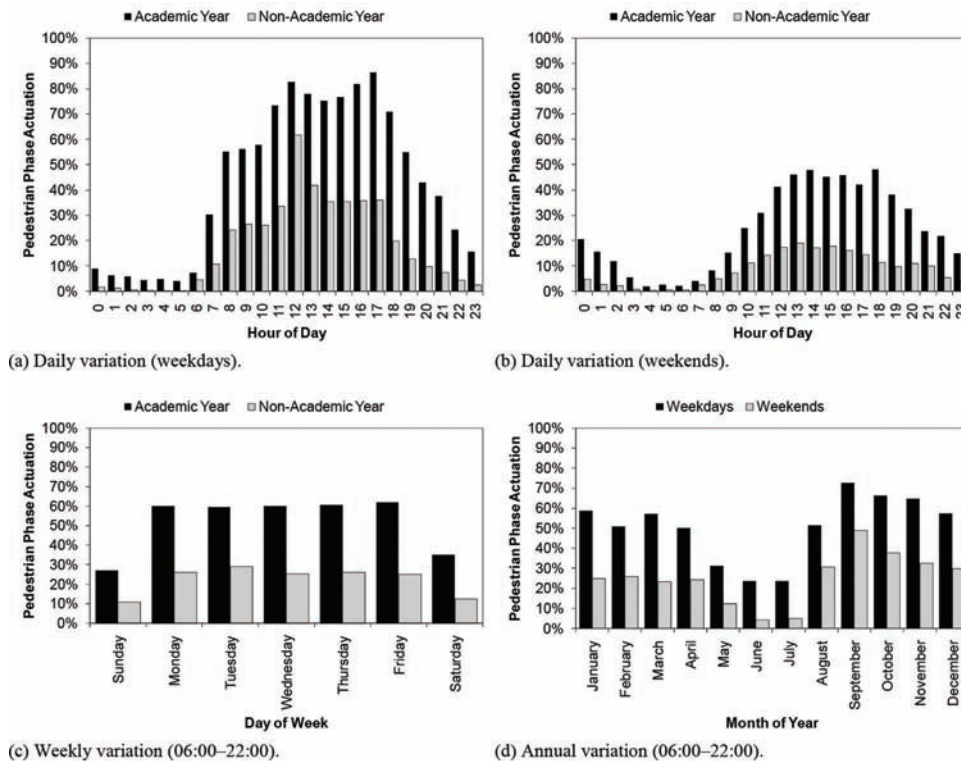 ■Academic Year □Non-Academic Year
100%
90%
80%
70%
60%
50%
40%
30%
20%
10%
0%
Pedestrian Phase Actuation
0 1 2 3 4 5 6 7 8 9 10 11 12 13 14 15 16 17 18 19 20 21 22 23
Hour of Day
(a) Daily variation (weekdays).
■Academic Year □Non-Academic Year
100%
90%
80%
70%
60%
50%
40%
30%
20%
10%
0%
Pedestrian Phase Actuation
0 1 2 3 4 5 6 7 8 9 10 11 12 13 14 15 16 17 18 19 20 21 22 23
Hour of Day
(b) Daily variation (weekends).
■Academic Year □Non-Academic Year
100%
90%
80%
70%
60%
50%
40%
30%
20%
10%
0%
Pedestrian Phase Actuation
Sunday Monday Tuesday Wednesday Thursday Friday Saturday
Day of Week
(c) Weekly variation (06:00–22:00).
■Weekdays □Weekends
100%
90%
80%
70%
60%
50%
40%
30%
20%
10%
0%
Pedestrian Phase Actuation
January February March April May June July August September October November December
Month of Year
(d) Annual variation (06:00–22:00).